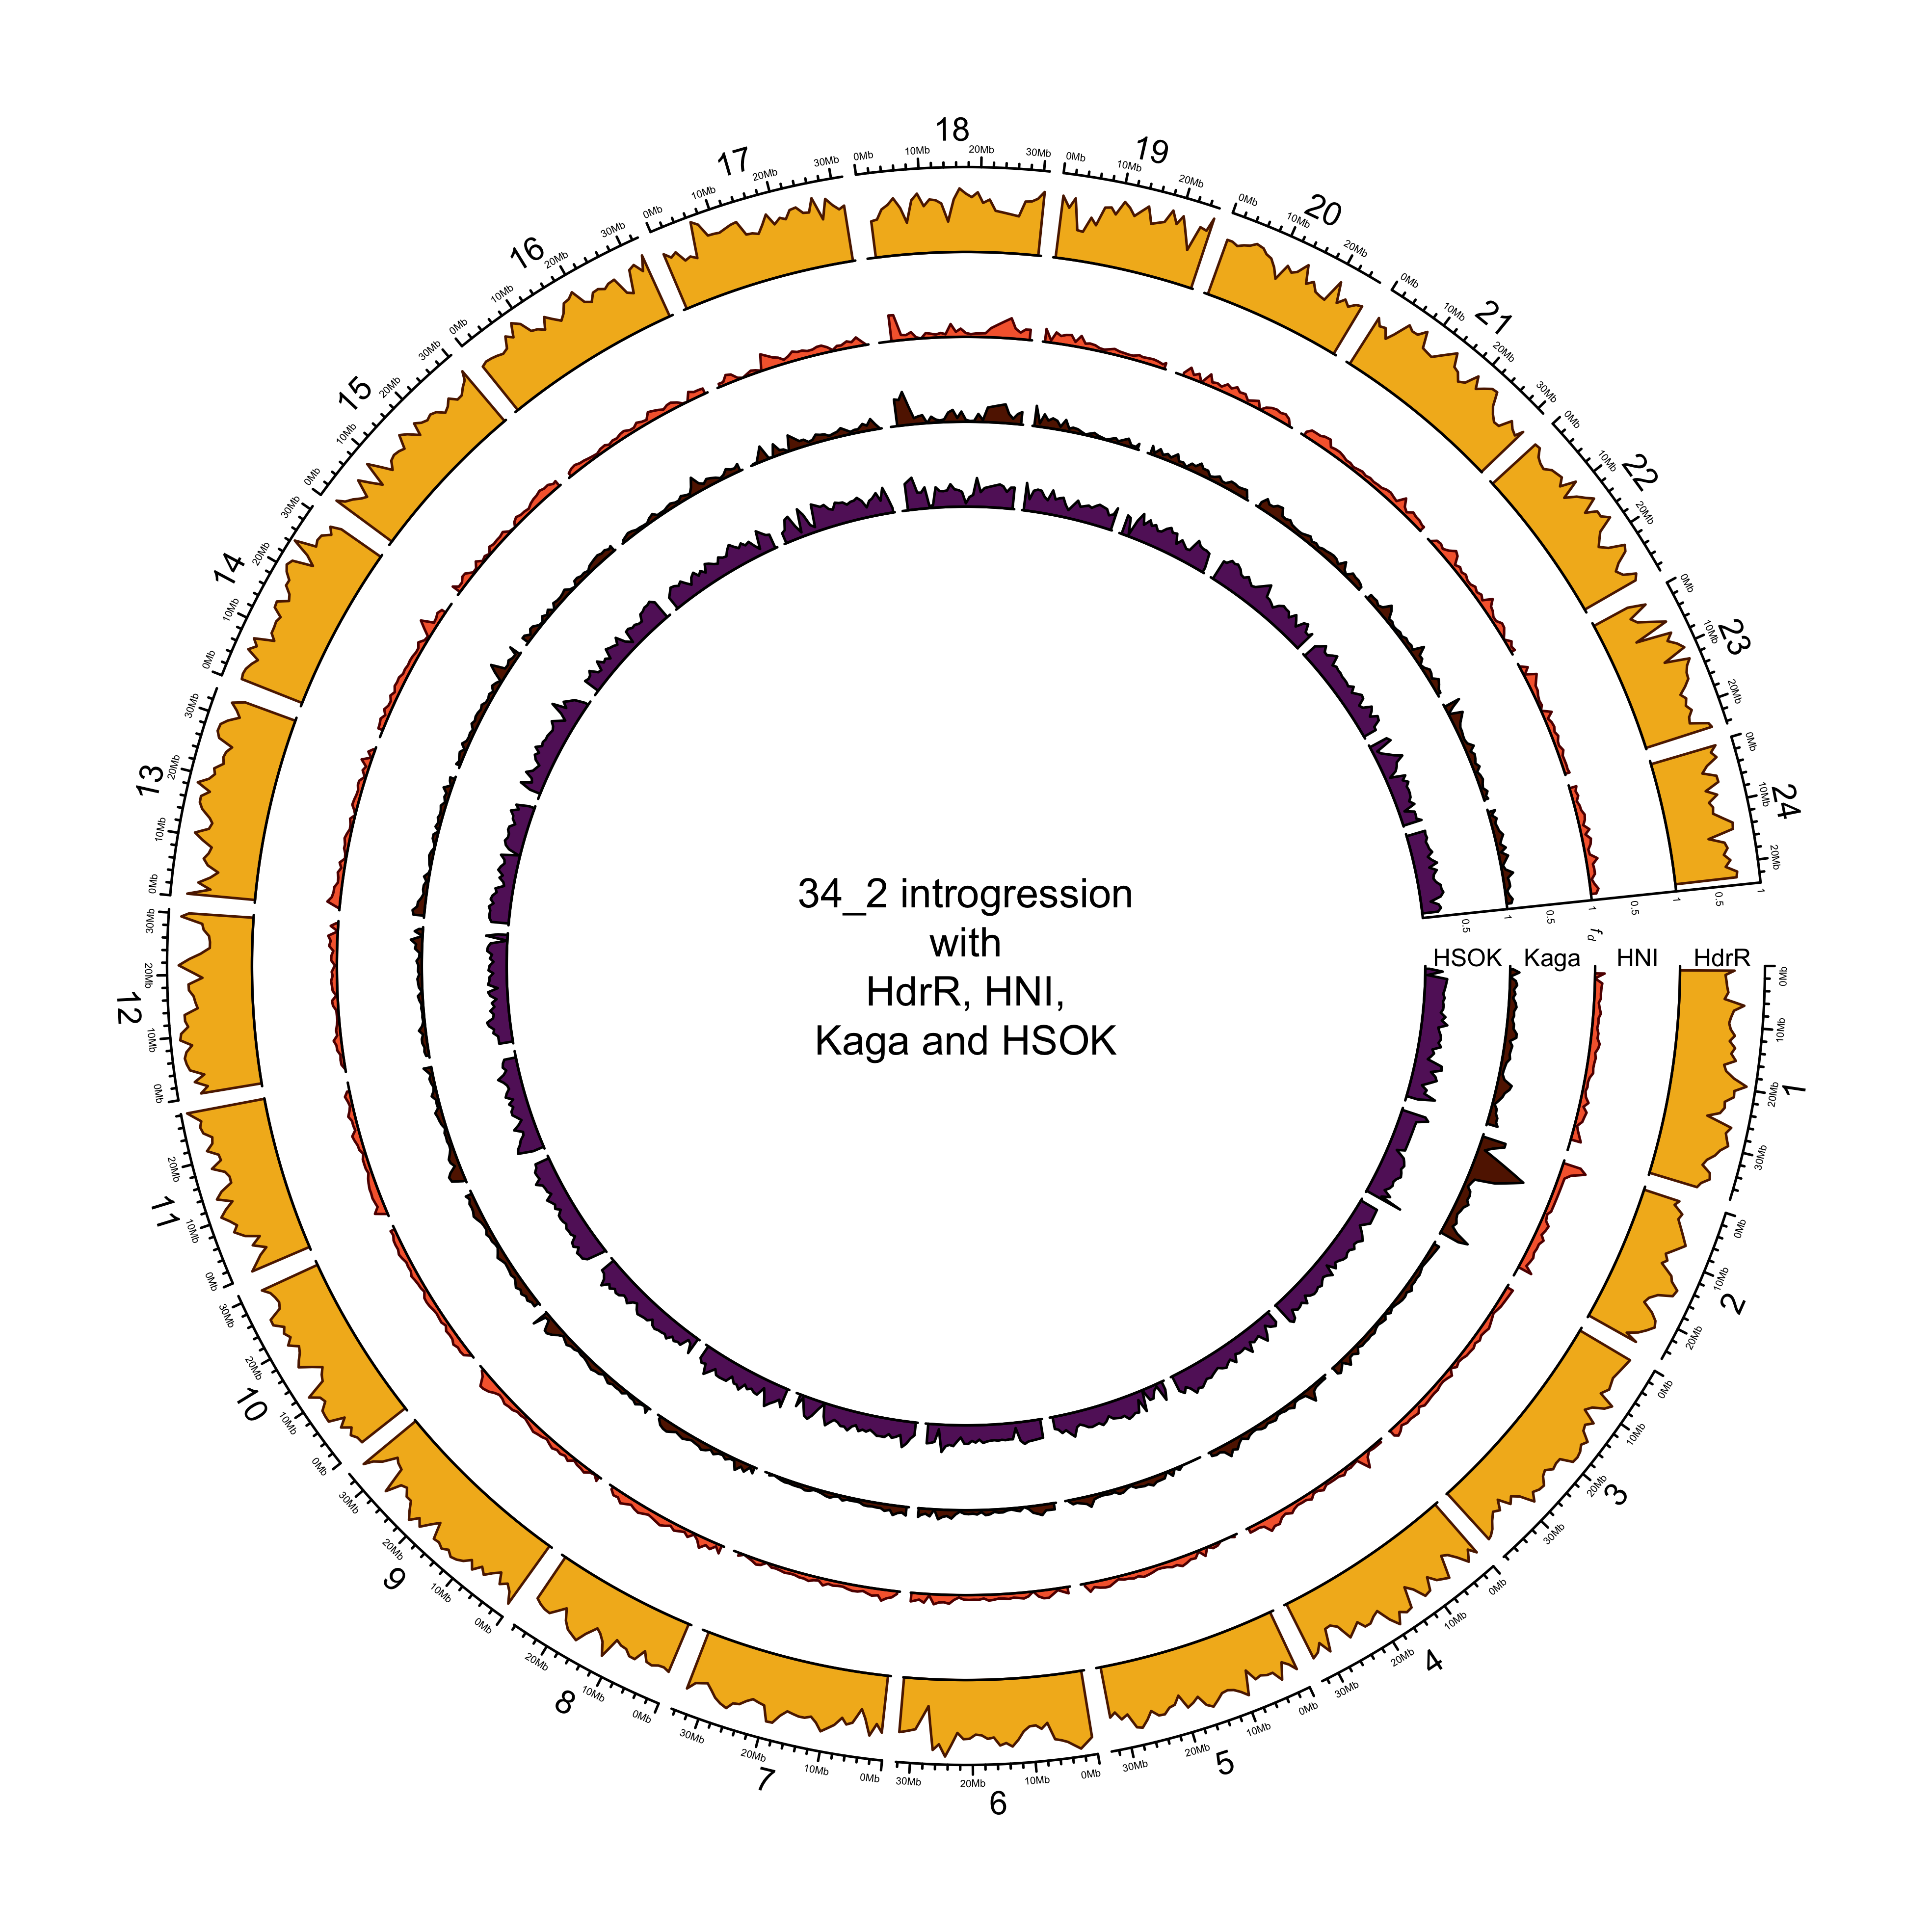 34_2 introgression
with
HdrR, HNI,
Kaga and HSOK
HSOK Kaga HNI HdrR
f d
0.5 1 0.5 1 0.5 1 0.5 1
1
0Mb 10Mb 20Mb 30Mb
2
0Mb 10Mb 20Mb
3
0Mb 10Mb 20Mb 30Mb
4
0Mb 10Mb 20Mb 30Mb
5
0Mb 10Mb 20Mb 30Mb
6
0Mb 10Mb 20Mb 30Mb
7
0Mb 10Mb 20Mb 30Mb
8
0Mb 10Mb 20Mb
9
0Mb 10Mb 20Mb 30Mb
10
0Mb 10Mb 20Mb 30Mb
11
0Mb 10Mb 20Mb
12
0Mb 10Mb 20Mb 30Mb
13
0Mb 10Mb 20Mb 30Mb
14
0Mb 10Mb 20Mb 30Mb
15
0Mb 10Mb 20Mb 30Mb
16
0Mb 10Mb 20Mb 30Mb
17
0Mb 10Mb 20Mb 30Mb
18
0Mb 10Mb 20Mb 30Mb
19
0Mb 10Mb 20Mb
20
0Mb 10Mb 20Mb
21
0Mb 10Mb 20Mb 30Mb
22
0Mb 10Mb 20Mb
23
0Mb 10Mb 20Mb
24
0Mb 10Mb 20Mb